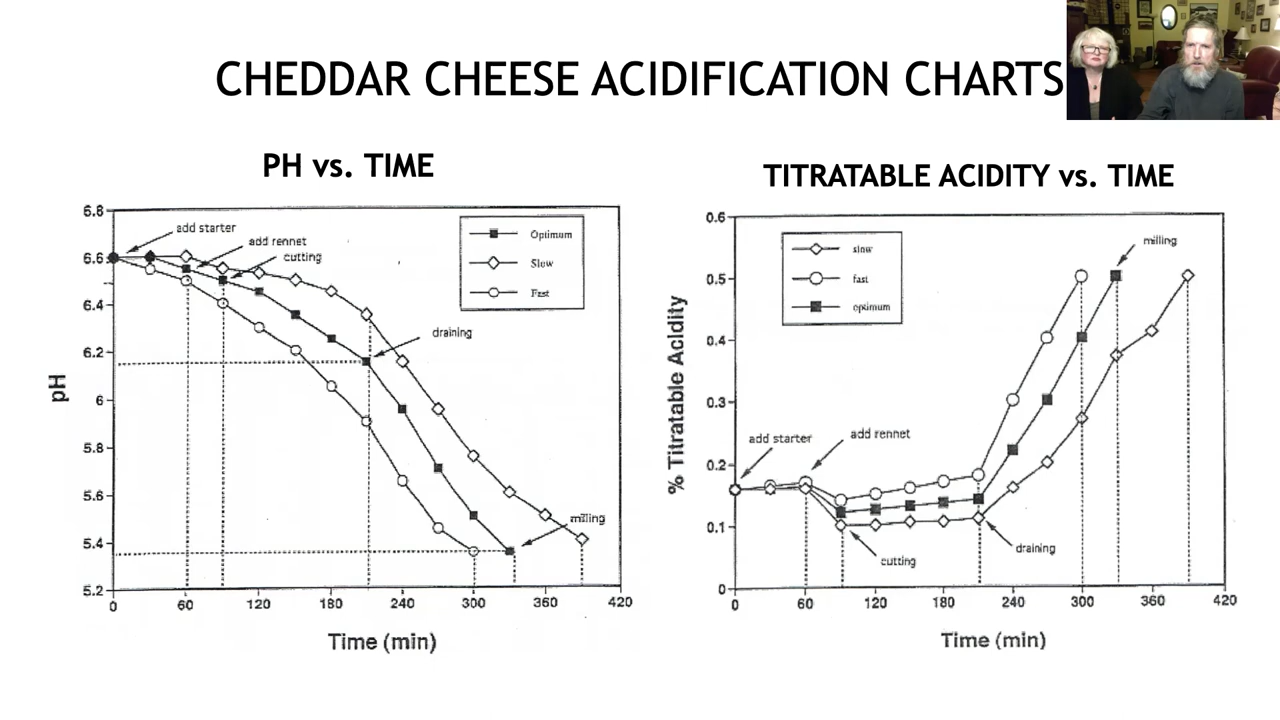 CHEDDAR CHEESE ACIDIFICATION CHARTS
PH vs. TIME
6.8
6.6
6.4
6.2
6
5.8
5.6
5.4
5.2
pH
add starter
add rennet
cutting
Optimum
Slow
Fast
draining
milling
0
60
120
180
240
300
360
420
Time (min)
TITRATABLE ACIDITY vs. TIME
0.6
0.5
0.4
0.3
0.2
0.1
0
% Titratable Acidity
slow
fast
optimum
milling
add starter
add rennet
cutting
draining
0
60
120
180
240
300
360
420
Time (min)